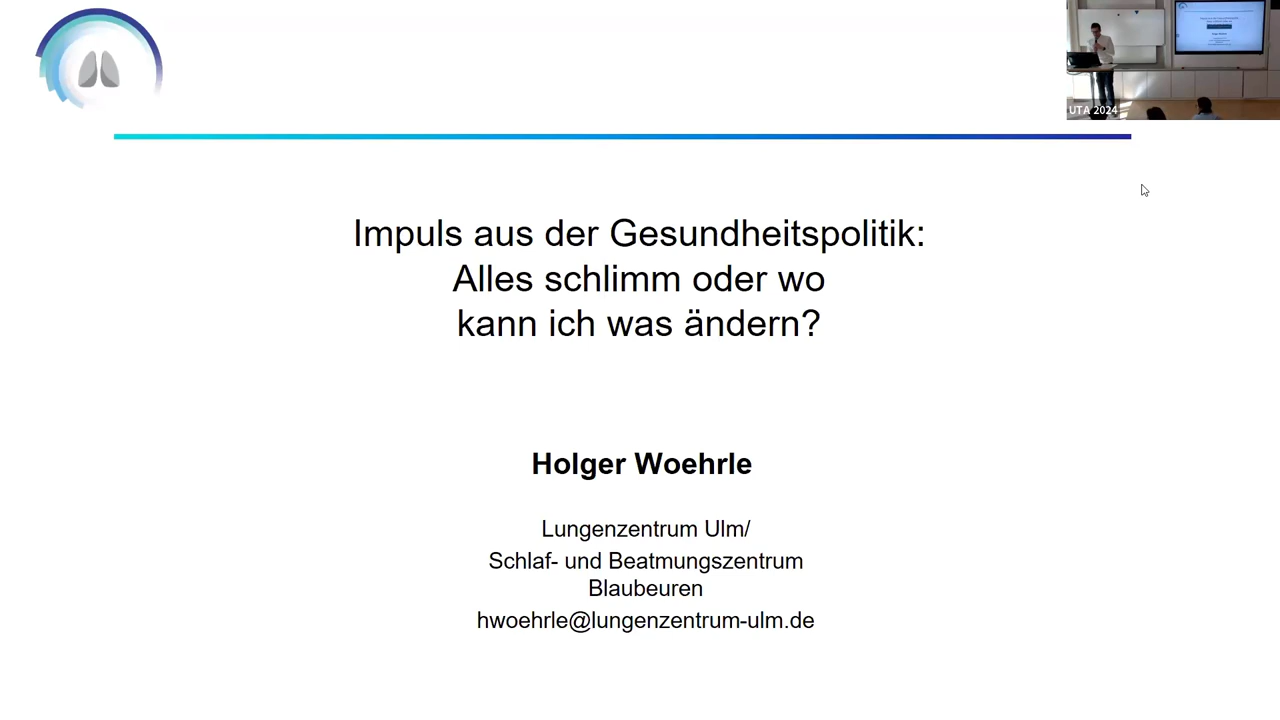 UTA 2024
Impuls aus der Gesundheitspolitik:
Alles schlimm oder wo
kann ich was ändern?
Holger Woehrle
Lungenzentrum Ulm/
Schlaf- und Beatmungszentrum
Blaubeuren
hwoehrle@lungenzentrum-ulm.de